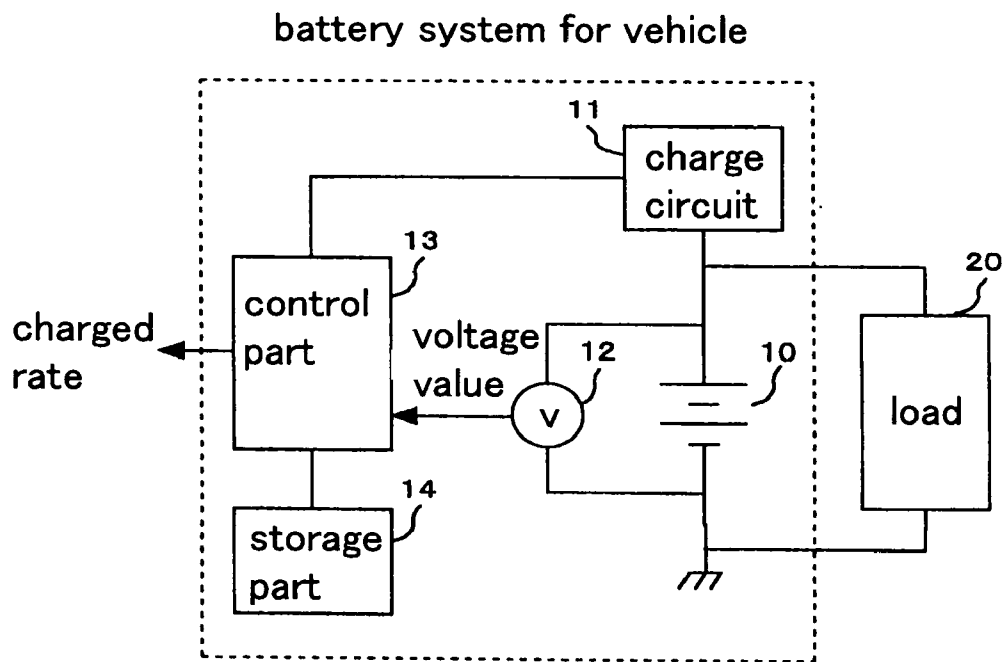 battery system for vehicle
11
charge
circuit
13
control
part
charged
rate
voltage
value
12
V
10
20
load
14
storage
part